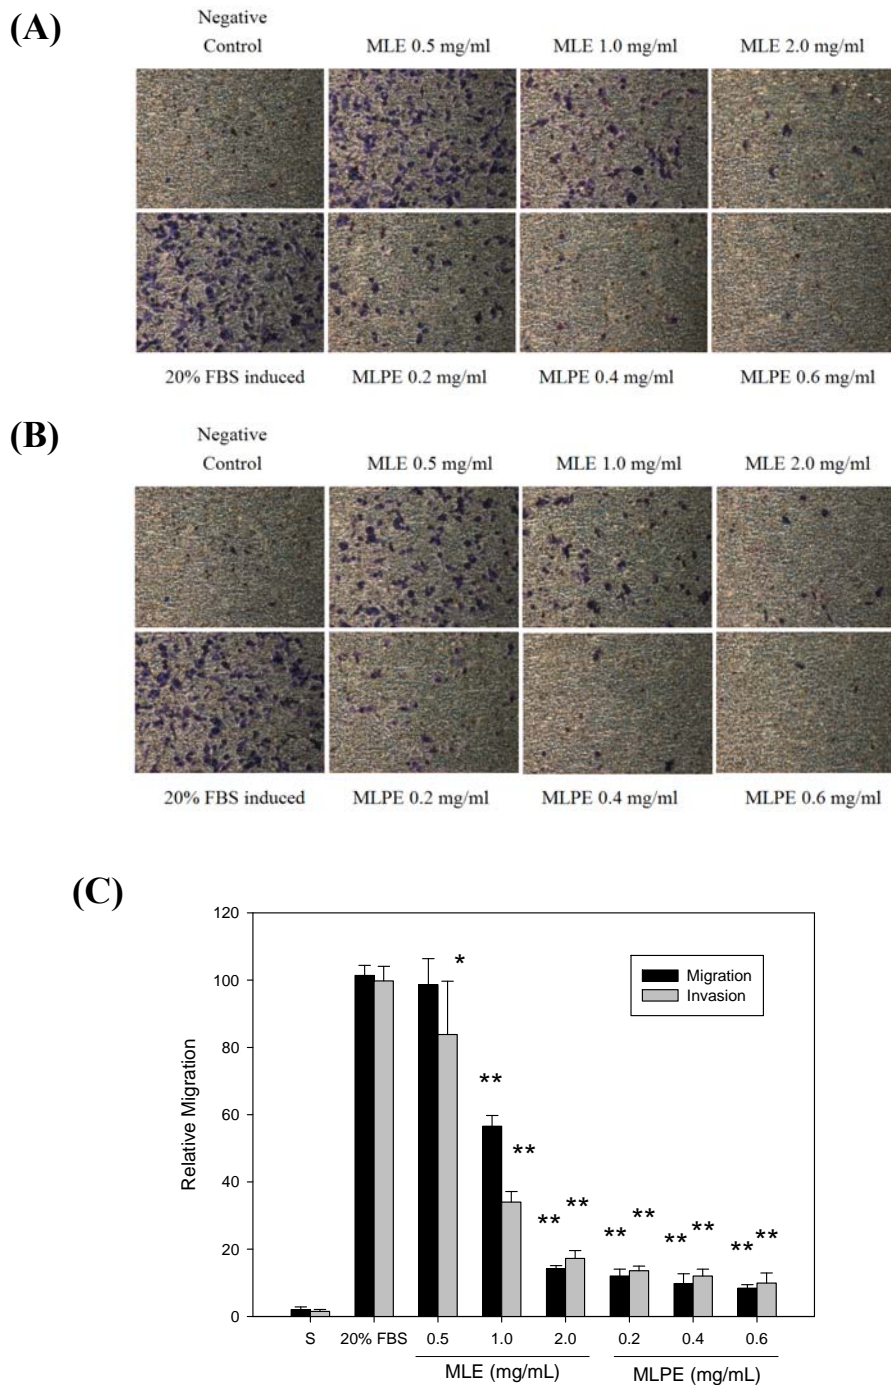 (A)
Negative
Control MLE 0.5 mg/ml MLE 1.0 mg/ml MLE 2.0 mg/ml
20% FBS induced MLPE 0.2 mg/ml MLPE 0.4 mg/ml MLPE 0.6 mg/ml
(B)
Negative
Control MLE 0.5 mg/ml MLE 1.0 mg/ml MLE 2.0 mg/ml
20% FBS induced MLPE 0.2 mg/ml MLPE 0.4 mg/ml MLPE 0.6 mg/ml
(C)
Relative Migration
120
100
80
60
40
20
0
Migration
Invasion
*
**
**
** **
** **
** **
** **
S 20% FBS 0.5 1.0 2.0 0.2 0.4 0.6
MLE (mg/mL) MLPE (mg/mL)